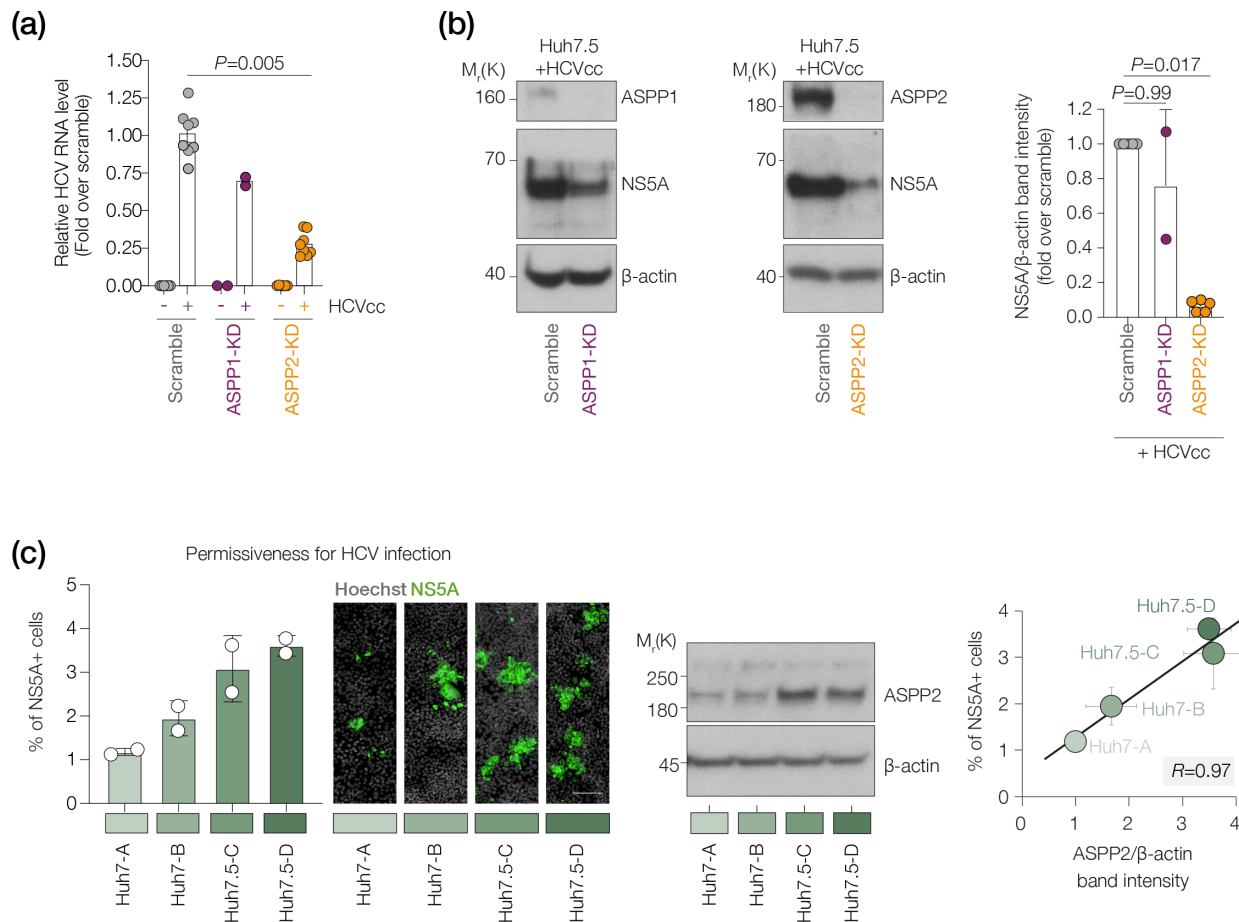 (a)
1.50
1.25
1.00
0.75
0.50
0.25
0.00
Relative HCV RNA level
(Fold over scramble)
P=0.005
- + - + - + HCVcc
Scramble
ASPP1-KD
ASPP2-KD
(b)
Huh7.5
+HCVcc
Mr(K)
160
ASPP1
70
NS5A
40
β-actin
Scramble
ASPP1-KD
Huh7.5
+HCVcc
Mr(K)
180
ASPP2
70
NS5A
40
β-actin
Scramble
ASPP2-KD
P=0.017
P=0.99
1.2
1.0
0.8
0.6
0.4
0.2
0.0
NS5A/β-actin band intensity
(fold over scramble)
Scramble
ASPP1-KD
ASPP2-KD
+ HCVcc
(c)
Permissiveness for HCV infection
5
4
3
2
1
0
% of NS5A+ cells
Huh7-A
Huh7-B
Huh7.5-C
Huh7.5-D
Hoechst NS5A
Huh7-A
Huh7-B
Huh7.5-C
Huh7.5-D
Mr(K)
250
180
ASPP2
45
β-actin
Huh7-A
Huh7-B
Huh7.5-C
Huh7.5-D
4
3
2
1
0
% of NS5A+ cells
Huh7.5-D
Huh7.5-C
Huh7-B
Huh7-A
R=0.97
0 1 2 3 4
ASPP2/β-actin
band intensity